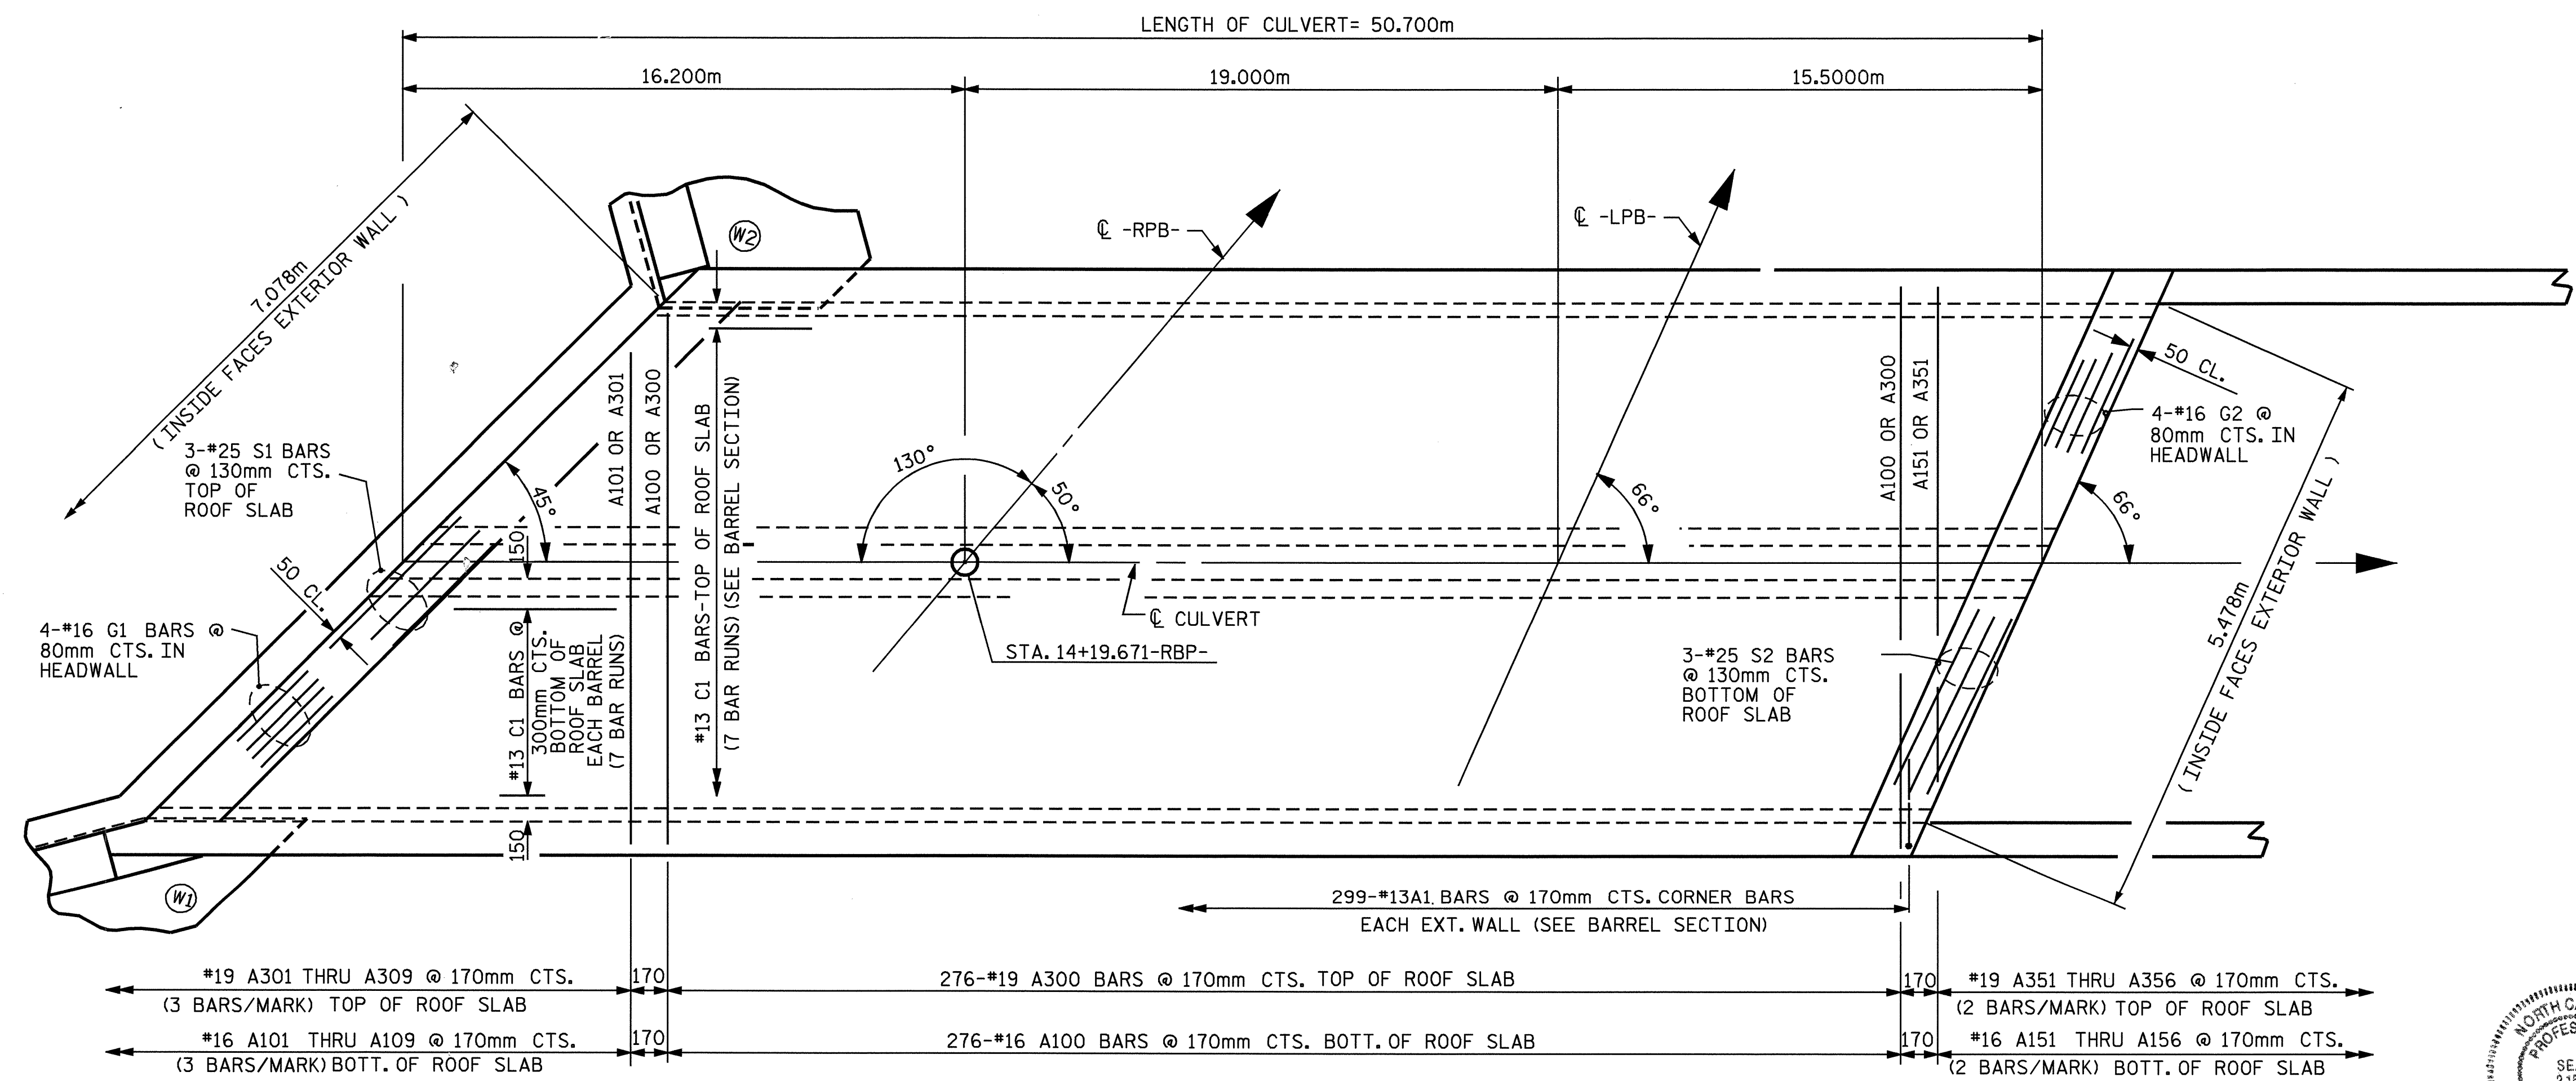 LENGTH OF CULVERT= 50.700m
16.200m
19.000m
15.5000m
7.078m
( INSIDE FACES EXTERIOR WALL )
W2
℄ -RPB-
℄ -LPB-
A101 OR A301
A100 OR A300
#13 C1 BARS-TOP OF ROOF SLAB
(7 BAR RUNS) (SEE BARREL SECTION)
A100 OR A300
A151 OR A351
50 CL.
4-#16 G2 @
80mm CTS. IN
HEADWALL
3-#25 S1 BARS
@ 130mm CTS.
TOP OF
ROOF SLAB
45°
130°
50°
66°
66°
150
50 CL.
4-#16 G1 BARS @
80mm CTS. IN
HEADWALL
#13 C1 BARS @
300mm CTS.
BOTTOM OF
ROOF SLAB
EACH BARREL
(7 BAR RUNS)
℄ CULVERT
STA. 14+19.671-RBP-
3-#25 S2 BARS
@ 130mm CTS.
BOTTOM OF
ROOF SLAB
5.478m
( INSIDE FACES EXTERIOR WALL )
150
W1
299-#13A1 BARS @ 170mm CTS. CORNER BARS
EACH EXT. WALL (SEE BARREL SECTION)
#19 A301 THRU A309 @ 170mm CTS.
(3 BARS/MARK) TOP OF ROOF SLAB
170
276-#19 A300 BARS @ 170mm CTS. TOP OF ROOF SLAB
170
#19 A351 THRU A356 @ 170mm CTS.
(2 BARS/MARK) TOP OF ROOF SLAB
#16 A101 THRU A109 @ 170mm CTS.
(3 BARS/MARK) BOTT. OF ROOF SLAB
170
276-#16 A100 BARS @ 170mm CTS. BOTT. OF ROOF SLAB
170
#16 A151 THRU A156 @ 170mm CTS.
(2 BARS/MARK) BOTT. OF ROOF SLAB
NORTH